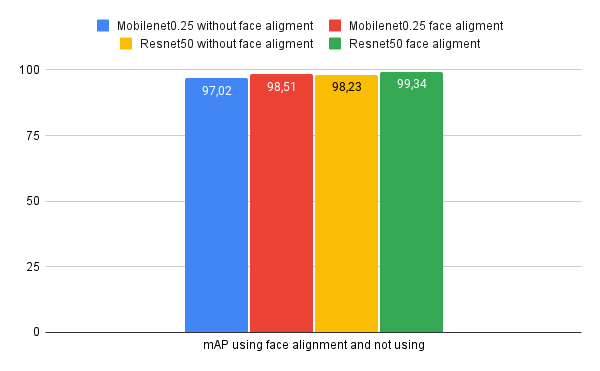 Mobilenet0.25 without face aligment Mobilenet0.25 face aligment
Resnet50 without face aligment Resnet50 face aligment
100
97,02 98,51 98,23 99,34
75
50
25
0
mAP using face alignment and not using